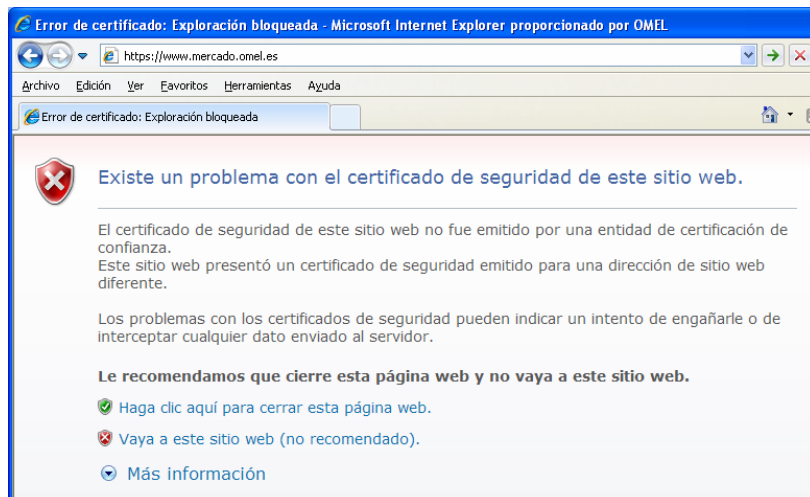 Error de certificado: Exploración bloqueada - Microsoft Internet Explorer proporcionado por OMEL
https://www.mercado.omel.es
Archivo Edición Ver Favoritos Herramientas Ayuda
Error de certificado: Exploración bloqueada
Existe un problema con el certificado de seguridad de este sitio web.
El certificado de seguridad de este sitio web no fue emitido por una entidad de certificación de
confianza.
Este sitio web presentó un certificado de seguridad emitido para una dirección de sitio web
diferente.
Los problemas con los certificados de seguridad pueden indicar un intento de engañarle o de
interceptar cualquier dato enviado al servidor.
Le recomendamos que cierre esta página web y no vaya a este sitio web.
Haga clic aquí para cerrar esta página web.
Vaya a este sitio web (no recomendado).
Más información